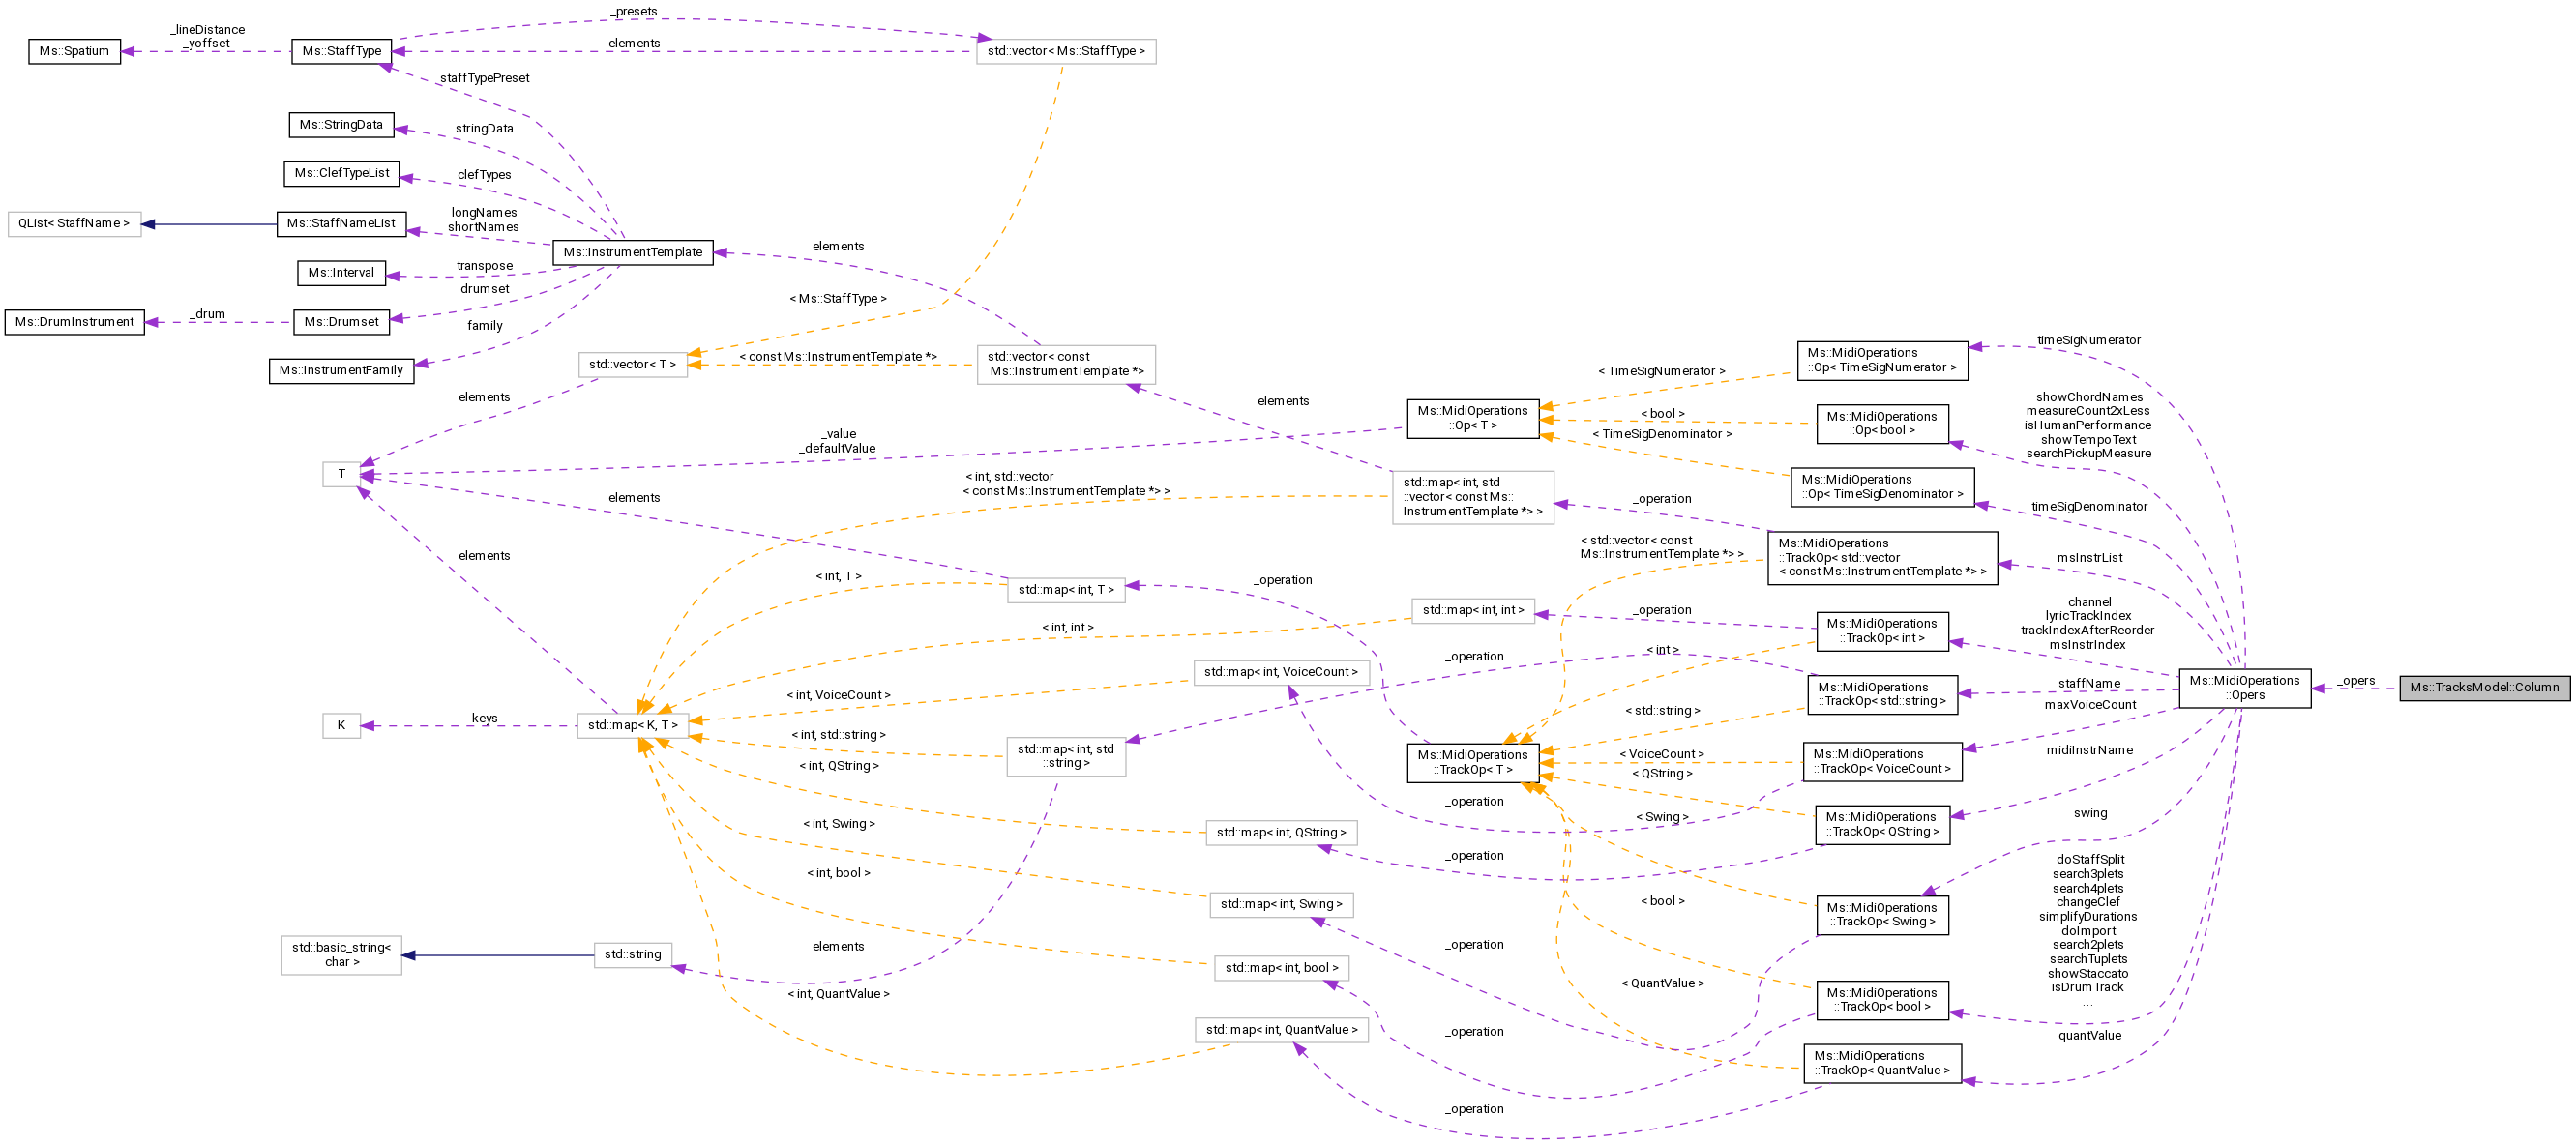 _presets
_lineDistance
_yoffset
elements
Ms::Spatium
Ms::StaffType
std::vector< Ms::StaffType >
staffTypePreset
Ms::StringData
stringData
Ms::ClefTypeList
clefTypes
QList< StaffName >
Ms::StaffNameList
longNames
shortNames
Ms::InstrumentTemplate
elements
Ms::Interval
transpose
drumset
< Ms::StaffType >
Ms::DrumInstrument
_drum
Ms::Drumset
family
Ms::InstrumentFamily
std::vector< T >
< const Ms::InstrumentTemplate *>
std::vector< const
Ms::InstrumentTemplate *>
elements
elements
_value
_defaultValue
T
elements
elements
< int, std::vector
< const Ms::InstrumentTemplate *> >
std::map< int, std
::vector< const Ms::
InstrumentTemplate *> >
Ms::MidiOperations
::Op< T >
< TimeSigNumerator >
< bool >
< TimeSigDenominator >
Ms::MidiOperations
::Op< TimeSigNumerator >
Ms::MidiOperations
::Op< bool >
Ms::MidiOperations
::Op< TimeSigDenominator >
timeSigNumerator
showChordNames
measureCount2xLess
isHumanPerformance
showTempoText
searchPickupMeasure
timeSigDenominator
_operation
< std::vector< const
Ms::InstrumentTemplate *> >
Ms::MidiOperations
::TrackOp< std::vector
< const Ms::InstrumentTemplate *> >
msInstrList
< int, T >
std::map< int, T >
_operation
< int, int >
std::map< int, int >
_operation
Ms::MidiOperations
::TrackOp< int >
channel
lyricTrackIndex
trackIndexAfterReorder
msInstrIndex
< int >
_operation
std::map< int, VoiceCount >
< int, VoiceCount >
Ms::MidiOperations
::TrackOp< std::string >
staffName
maxVoiceCount
Ms::MidiOperations
::Opers
_opers
Ms::TracksModel::Column
K
keys
std::map< K, T >
< int, std::string >
< int, QString >
std::map< int, std
::string >
Ms::MidiOperations
::TrackOp< T >
< std::string >
< VoiceCount >
< QString >
Ms::MidiOperations
::TrackOp< VoiceCount >
midiInstrName
_operation
< Swing >
Ms::MidiOperations
::TrackOp< QString >
swing
< int, Swing >
std::map< int, QString >
_operation
< int, bool >
std::map< int, Swing >
< bool >
Ms::MidiOperations
::TrackOp< Swing >
doStaffSplit
search3plets
search4plets
changeClef
simplifyDurations
doImport
search2plets
searchTuplets
showStaccato
isDrumTrack
...
std::basic_string<
char >
std::string
elements
_operation
std::map< int, bool >
< int, QuantValue >
< QuantValue >
Ms::MidiOperations
::TrackOp< bool >
std::map< int, QuantValue >
_operation
quantValue
Ms::MidiOperations
::TrackOp< QuantValue >
_operation